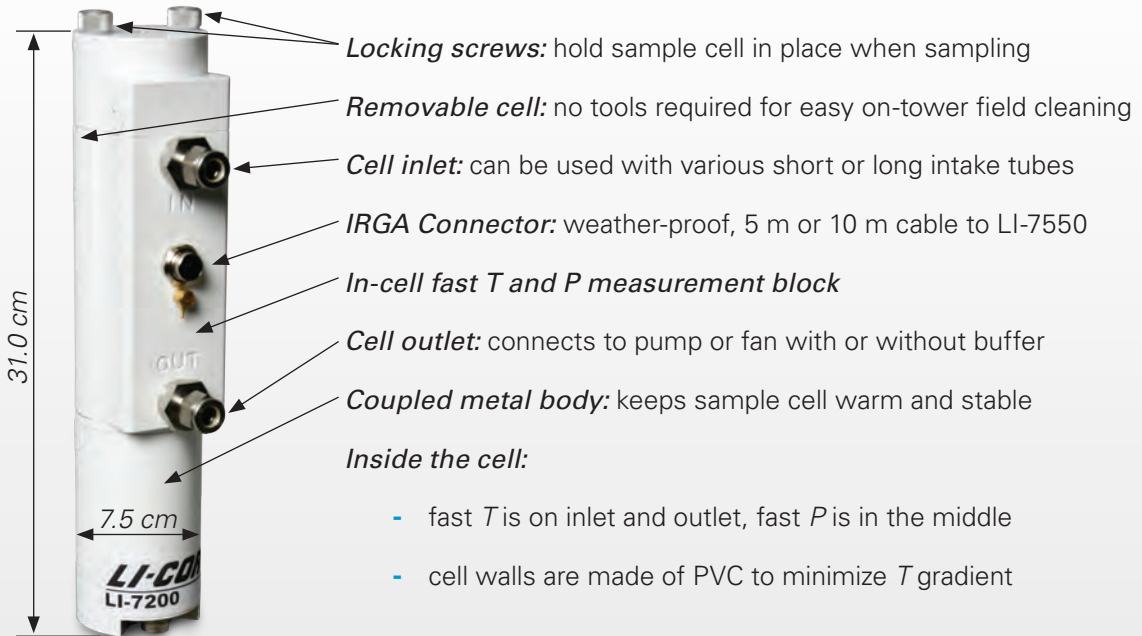 Locking screws: hold sample cell in place when sampling
Removable cell: no tools required for easy on-tower field cleaning
Cell inlet: can be used with various short or long intake tubes
IN
IRGA Connector: weather-proof, 5 m or 10 m cable to LI-7550
In-cell fast T and P measurement block
31.0 cm
Cell outlet: connects to pump or fan with or without buffer
OUT
Coupled metal body: keeps sample cell warm and stable
Inside the cell:
- fast T is on inlet and outlet, fast P is in the middle
7.5 cm
- cell walls are made of PVC to minimize T gradient
LI-COR
LI-7200